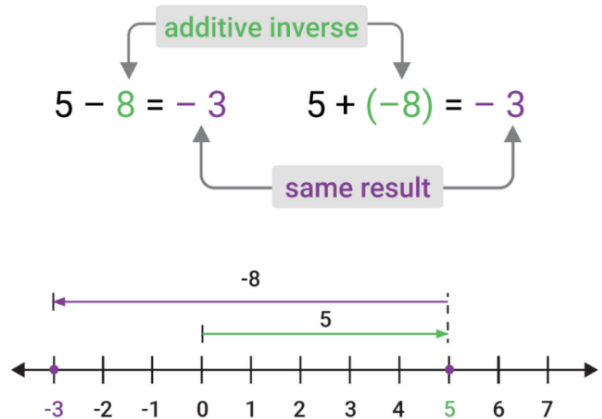 additive inverse
5 − 8 = − 3 5 + (−8) = − 3
same result
-8
5
-3 -2 -1 0 1 2 3 4 5 6 7